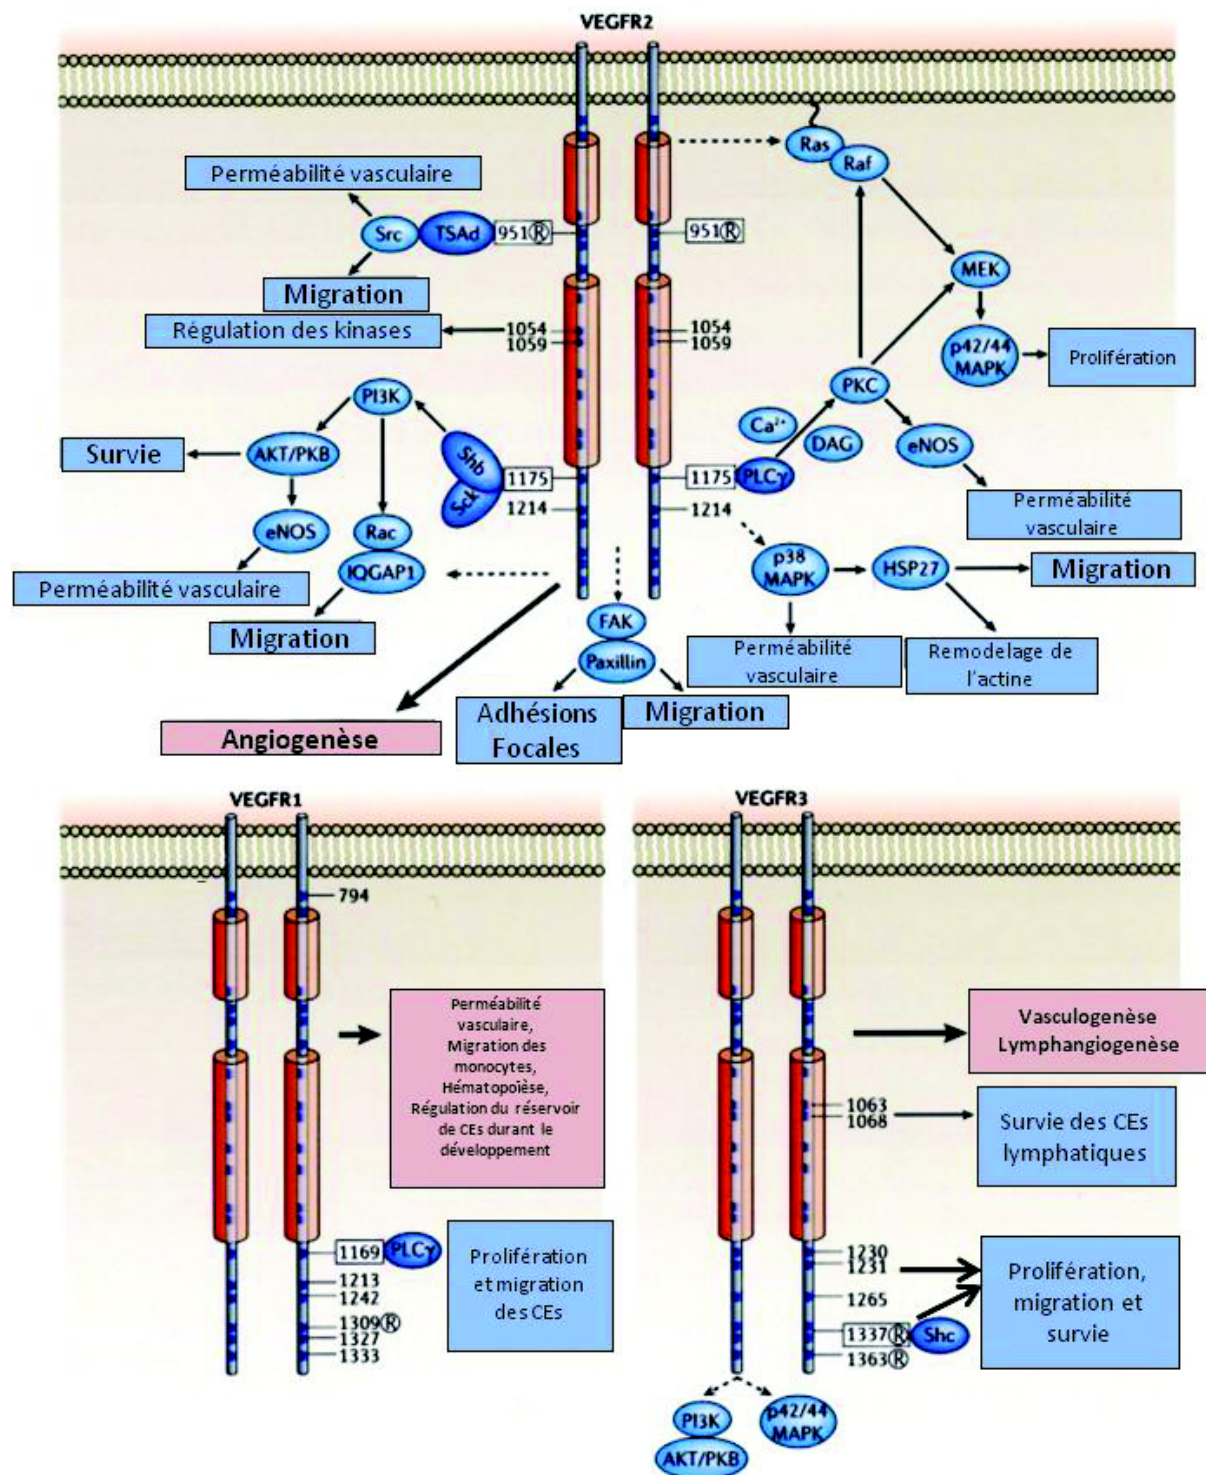 VEGFR2
Perméabilité vasculaire
Src
TSAd
951Ⓡ
951Ⓡ
Ras
Raf
Migration
MEK
Régulation des kinases
1054
1059
1054
1059
p42/44
MAPK
Prolifération
PI3K
PKC
Ca²⁺
DAG
eNOS
Survie
AKT/PKB
Shb
Sck
1175
1214
1175
PLCγ
1214
Perméabilité
vasculaire
eNOS
Rac
IQGAP1
p38
MAPK
HSP27
Migration
Perméabilité vasculaire
Migration
FAK
Paxillin
Perméabilité
vasculaire
Remodelage de
l'actine
Angiogenèse
Adhésions
Focales
Migration
VEGFR1
794
Perméabilité
vasculaire,
Migration des
monocytes,
Hématopoïèse,
Régulation du réservoir
de CEs durant le
développement
1169
PLCγ
1213
1242
1309Ⓡ
1327
1333
Prolifération
et migration
des CEs
VEGFR3
Vasculogenèse
Lymphangiogenèse
1063
1068
Survie des CEs
lymphatiques
1230
1231
1265
1337Ⓡ
Shc
1363Ⓡ
Prolifération,
migration et
survie
PI3K
AKT/PKB
p42/44
MAPK